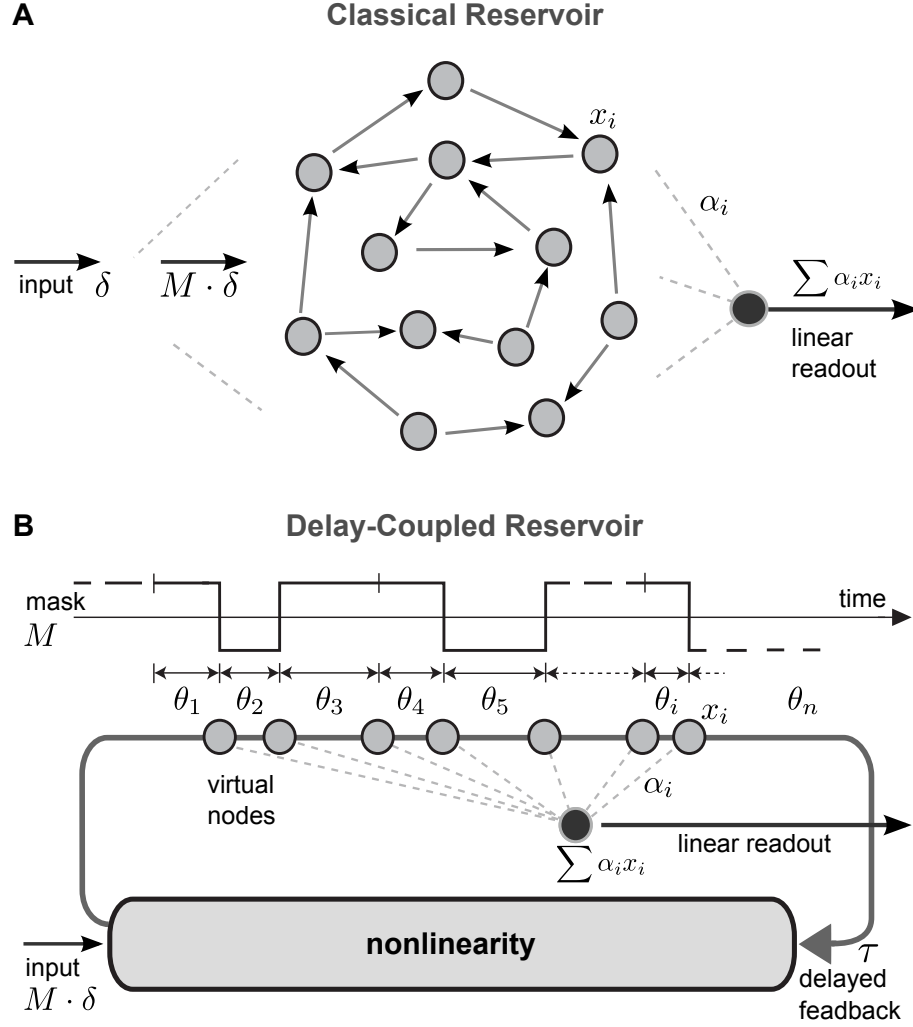 A
Classical Reservoir
x_i
α_i
input δ
M · δ
∑ α_i x_i
linear
readout
B
Delay-Coupled Reservoir
mask
M
time
θ_1 θ_2 θ_3 θ_4 θ_5 θ_i x_i θ_n
virtual
nodes
α_i
linear readout
∑ α_i x_i
nonlinearity
input
M · δ
τ
delayed
feadback